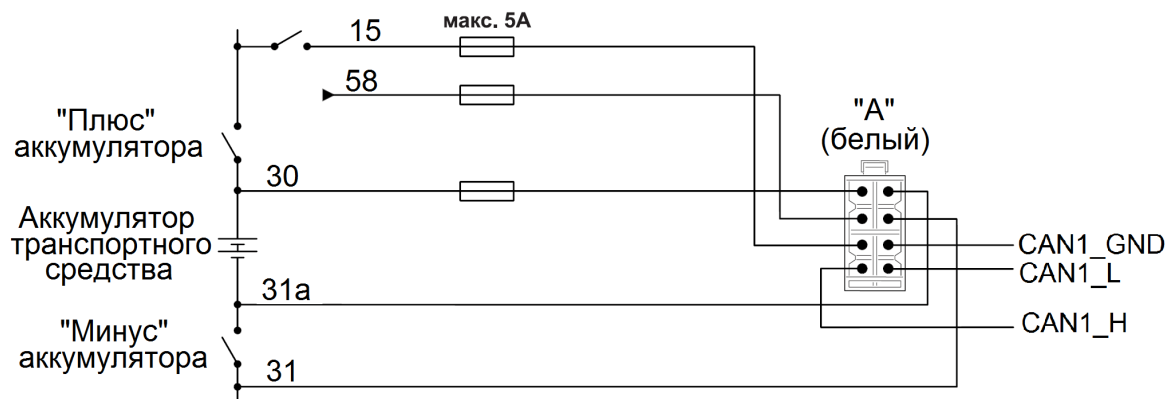 15
макс. 5А
58
"Плюс"
аккумулятора
30
Аккумулятор
транспортного
средства
31а
"Минус"
аккумулятора
31
"А"
(белый)
CAN1_GND
CAN1_L
CAN1_H